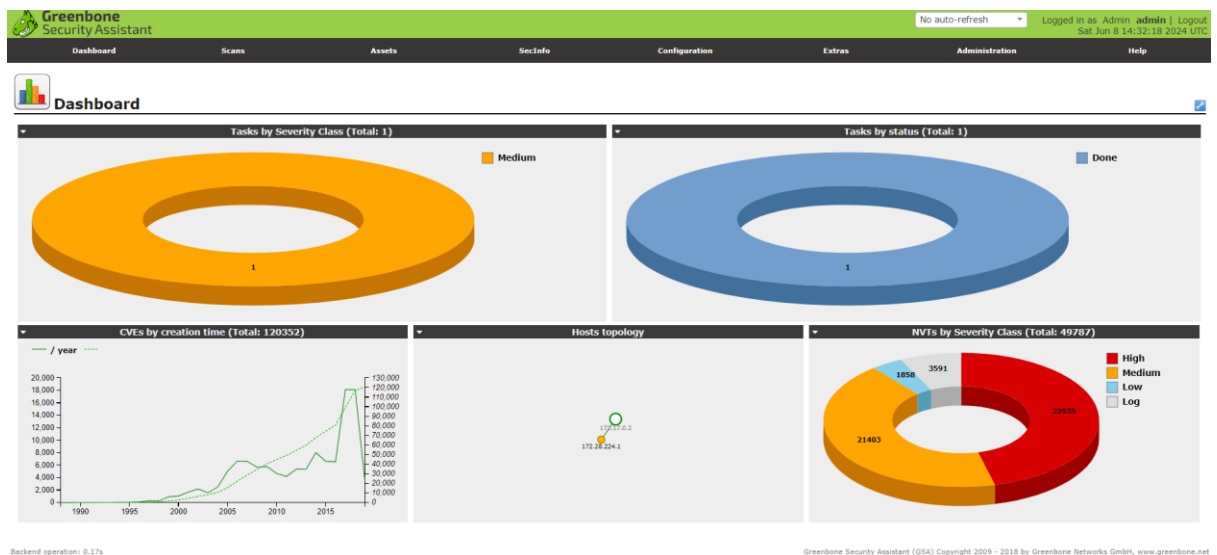 Greenbone
Security Assistant
No auto-refresh
Logged in as Admin admin | Logout
Sat Jun 8 14:32:18 2024 UTC
Dashboard Scans Assets SecInfo Configuration Extras Administration Help
Dashboard
Tasks by Severity Class (Total: 1)
Medium
1
Tasks by status (Total: 1)
Done
1
CVEs by creation time (Total: 120352)
/ year
20,000
18,000
16,000
14,000
12,000
10,000
8,000
6,000
4,000
2,000
0
130,000
120,000
110,000
100,000
90,000
80,000
70,000
60,000
50,000
40,000
30,000
20,000
10,000
0
1990 1995 2000 2005 2010 2015
Hosts topology
172.17.0.2
172.28.224.1
NVTs by Severity Class (Total: 49787)
High
Medium
Low
Log
1858
3591
22935
21403
Backend operation: 0.17s
Greenbone Security Assistant (GSA) Copyright 2009 - 2018 by Greenbone Networks GmbH, www.greenbone.net